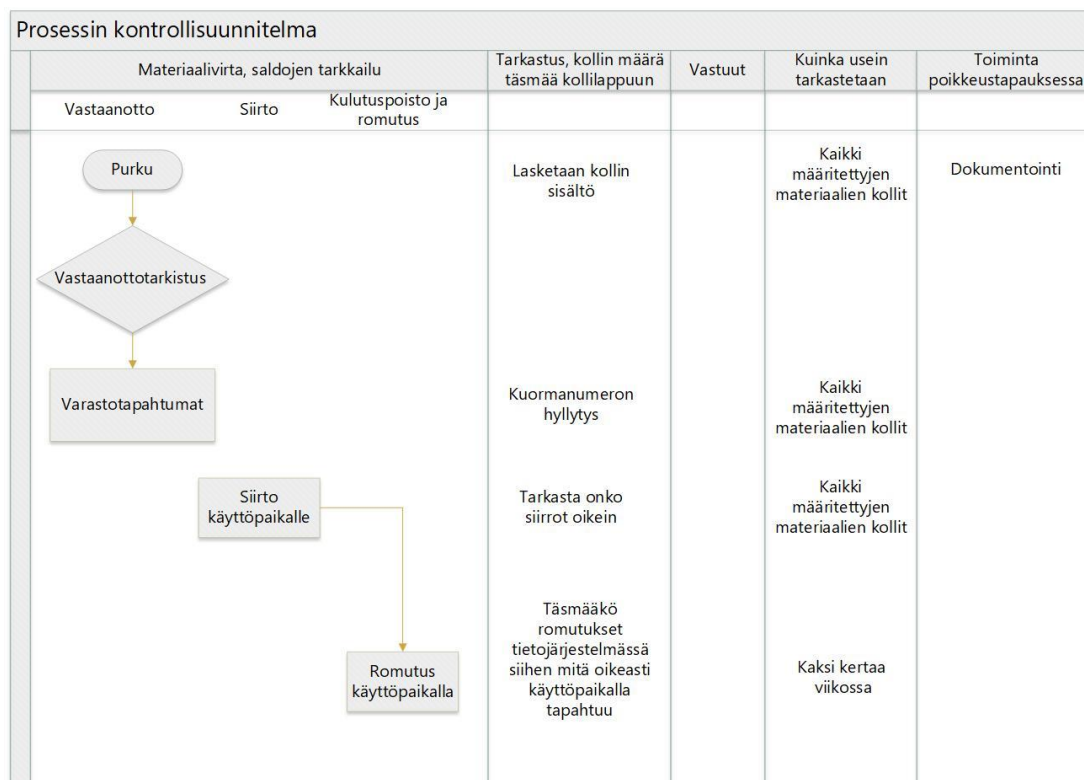 Prosessin kontrollisuunnitelma
Materiaalivirta, saldojen tarkkailu
Tarkastus, kollin määrä
täsmää kollilappuun
Vastuut
Kuinka usein
tarkastetaan
Toiminta
poikkeustapauksessa
Vastaanotto
Siirto
Kulutuspoisto ja
romutus
Purku
Lasketaan kollin
sisältö
Kaikki
määritettyjen
materiaalien kollit
Dokumentointi
Vastaanottotarkistus
Varastotapahtumat
Kuormanumeron
hyllytys
Kaikki
määritettyjen
materiaalien kollit
Siirto
käyttöpaikalle
Tarkasta onko
siirrot oikein
Kaikki
määritettyjen
materiaalien kollit
Romutus
käyttöpaikalla
Täsmääkö
romutukset
tietojärjestelmässä
siihen mitä oikeasti
käyttöpaikalla
tapahtuu
Kaksi kertaa
viikossa